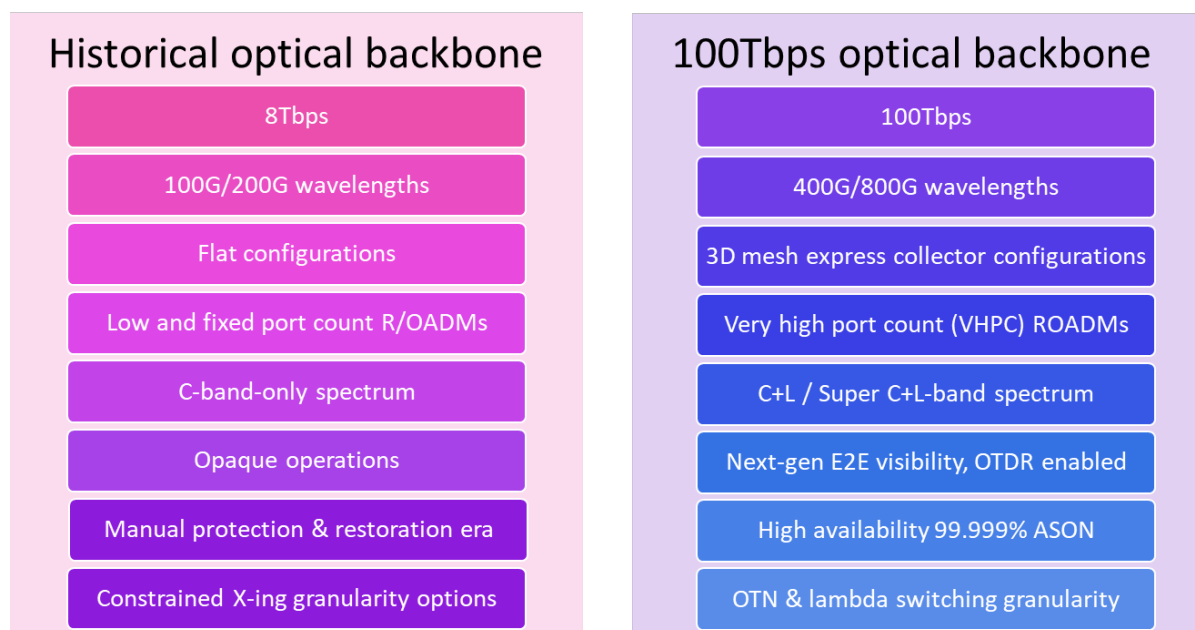 Historical optical backbone
8Tbps
100G/200G wavelengths
Flat configurations
Low and fixed port count R/OADMs
C-band-only spectrum
Opaque operations
Manual protection & restoration era
Constrained X-ing granularity options
100Tbps optical backbone
100Tbps
400G/800G wavelengths
3D mesh express collector configurations
Very high port count (VHPC) ROADMs
C+L / Super C+L-band spectrum
Next-gen E2E visibility, OTDR enabled
High availability 99.999% ASON
OTN & lambda switching granularity